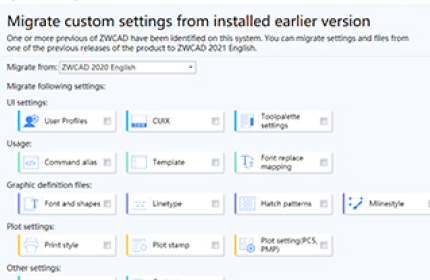 Migrate custom settings from installed earlier version
One or more previous of ZWCAD have been identified on this system. You can migrate settings and files from
one of the previous releases of the product to ZWCAD 2021 English.
Migrate from: ZWCAD 2020 English
Migrate following settings:
UI settings:
User Profiles CUIX Toolpalette settings
Usage:
Command alias Template Font replace mapping
Graphic definition files:
Font and shapes Linetype Hatch patterns Mlinestyle
Plot settings:
Print style Plot stamp Plot setting(PC5, PMP)
Other settings: